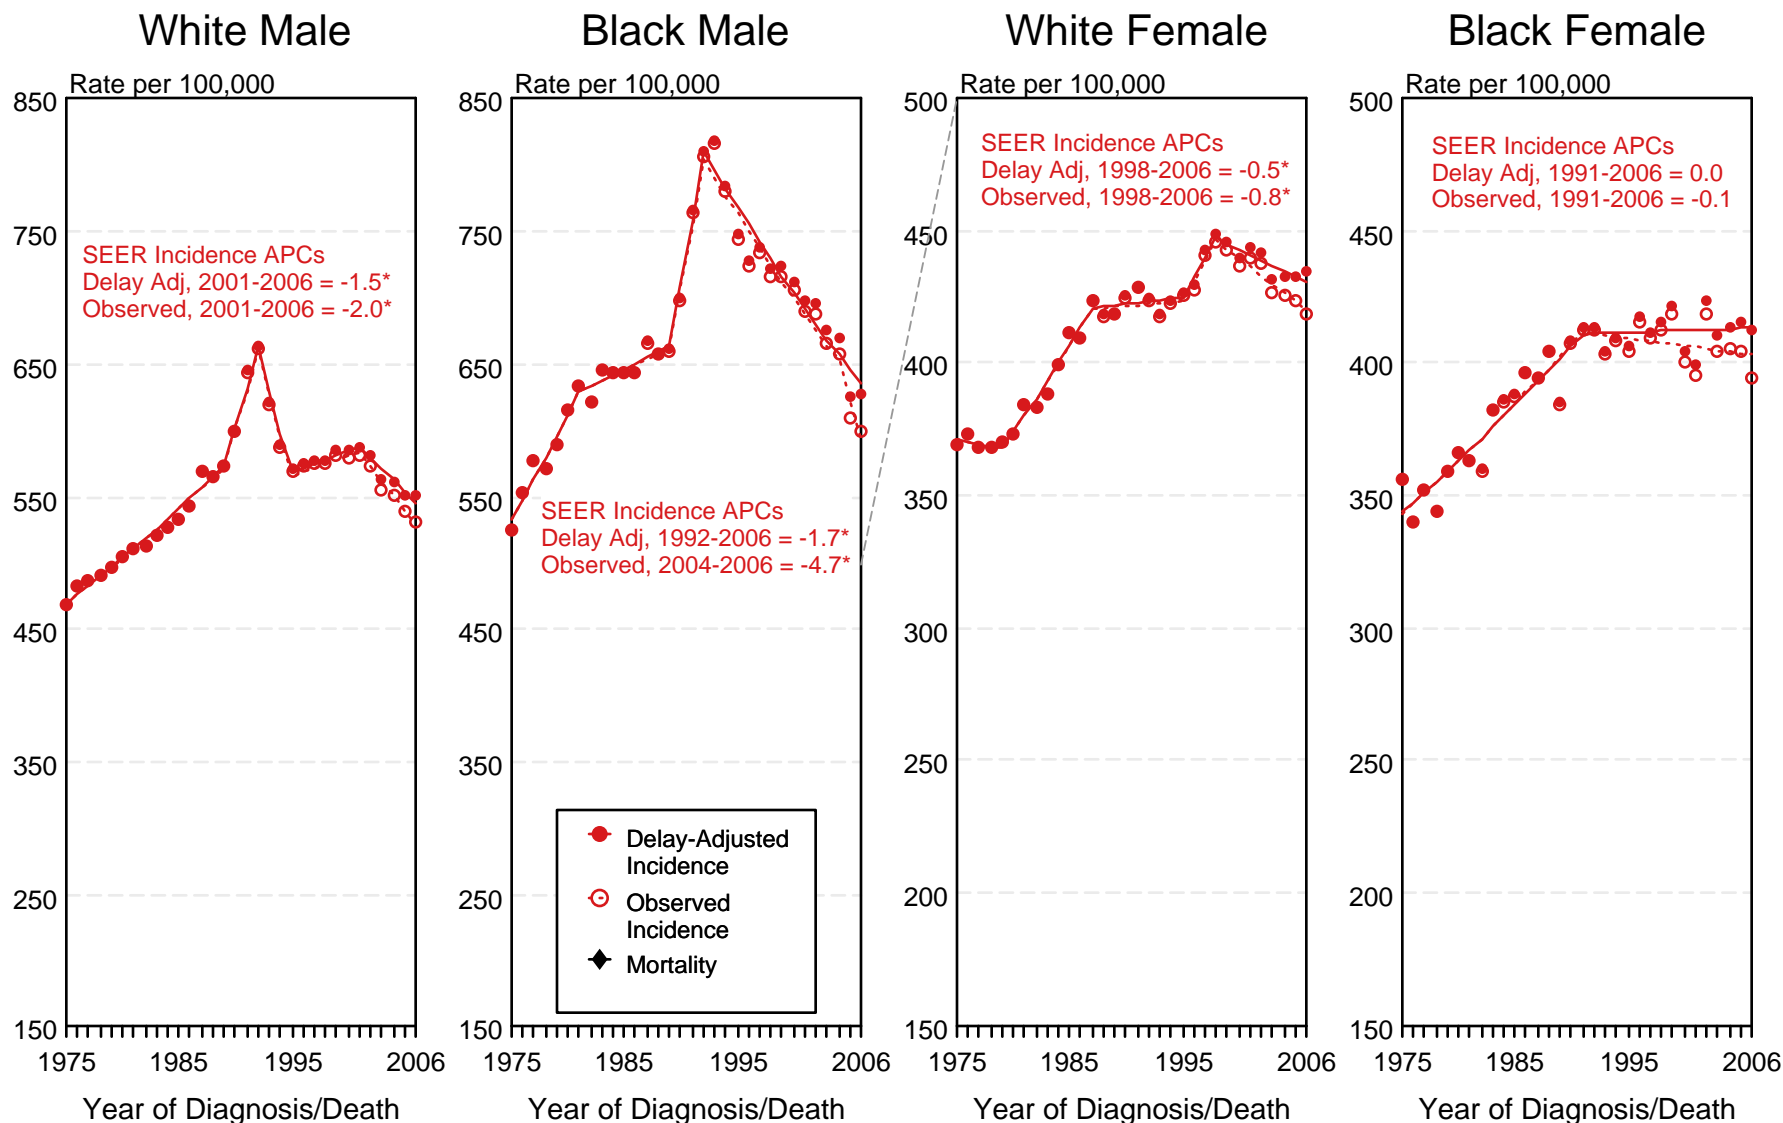 White Male
Black Male
White Female
Black Female
Rate per 100,000
850
750
650
550
450
350
250
150
SEER Incidence APCs
Delay Adj, 2001-2006 = -1.5*
Observed, 2001-2006 = -2.0*
1975
1985
1995
2006
Year of Diagnosis/Death
Rate per 100,000
850
750
650
550
450
350
250
150
SEER Incidence APCs
Delay Adj, 1992-2006 = -1.7*
Observed, 2004-2006 = -4.7*
Delay-Adjusted
Incidence
Observed
Incidence
Mortality
1975
1985
1995
2006
Year of Diagnosis/Death
Rate per 100,000
500
450
400
350
300
250
200
150
SEER Incidence APCs
Delay Adj, 1998-2006 = -0.5*
Observed, 1998-2006 = -0.8*
1975
1985
1995
2006
Year of Diagnosis/Death
Rate per 100,000
500
450
400
350
300
250
200
150
SEER Incidence APCs
Delay Adj, 1991-2006 = 0.0
Observed, 1991-2006 = -0.1
1975
1985
1995
2006
Year of Diagnosis/Death